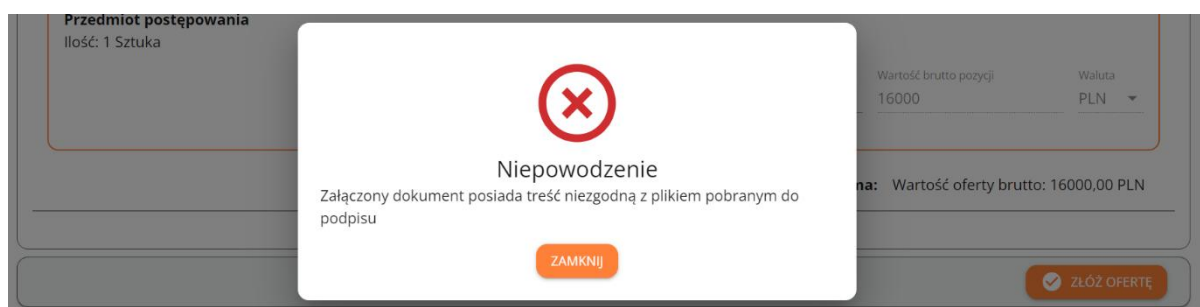 Przedmiot postępowania
Ilość: 1 Sztuka
Wartość brutto pozycji
Waluta
16000
PLN
Niepowodzenie
Załączony dokument posiada treść niezgodną z plikiem pobranym do
podpisu
na: Wartość oferty brutto: 16000,00 PLN
ZAMKNIJ
ZŁÓŻ OFERTĘ